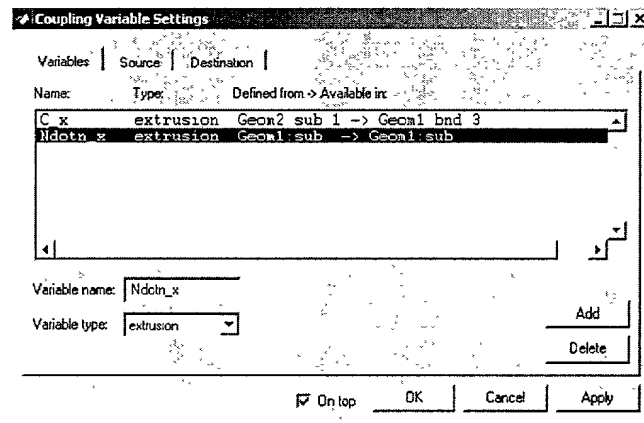 Coupling Variable Settings
Variables Source Destination
Name: Type: Defined from -> Available in:
C_x extrusion Geom2 sub 1 -> Geom1 bnd 3
Ndotn_x extrusion Geom1:sub -> Geom1:sub
Variable name: Ndotn_x
Add
Variable type: extrusion
Delete
On top OK Cancel Apply